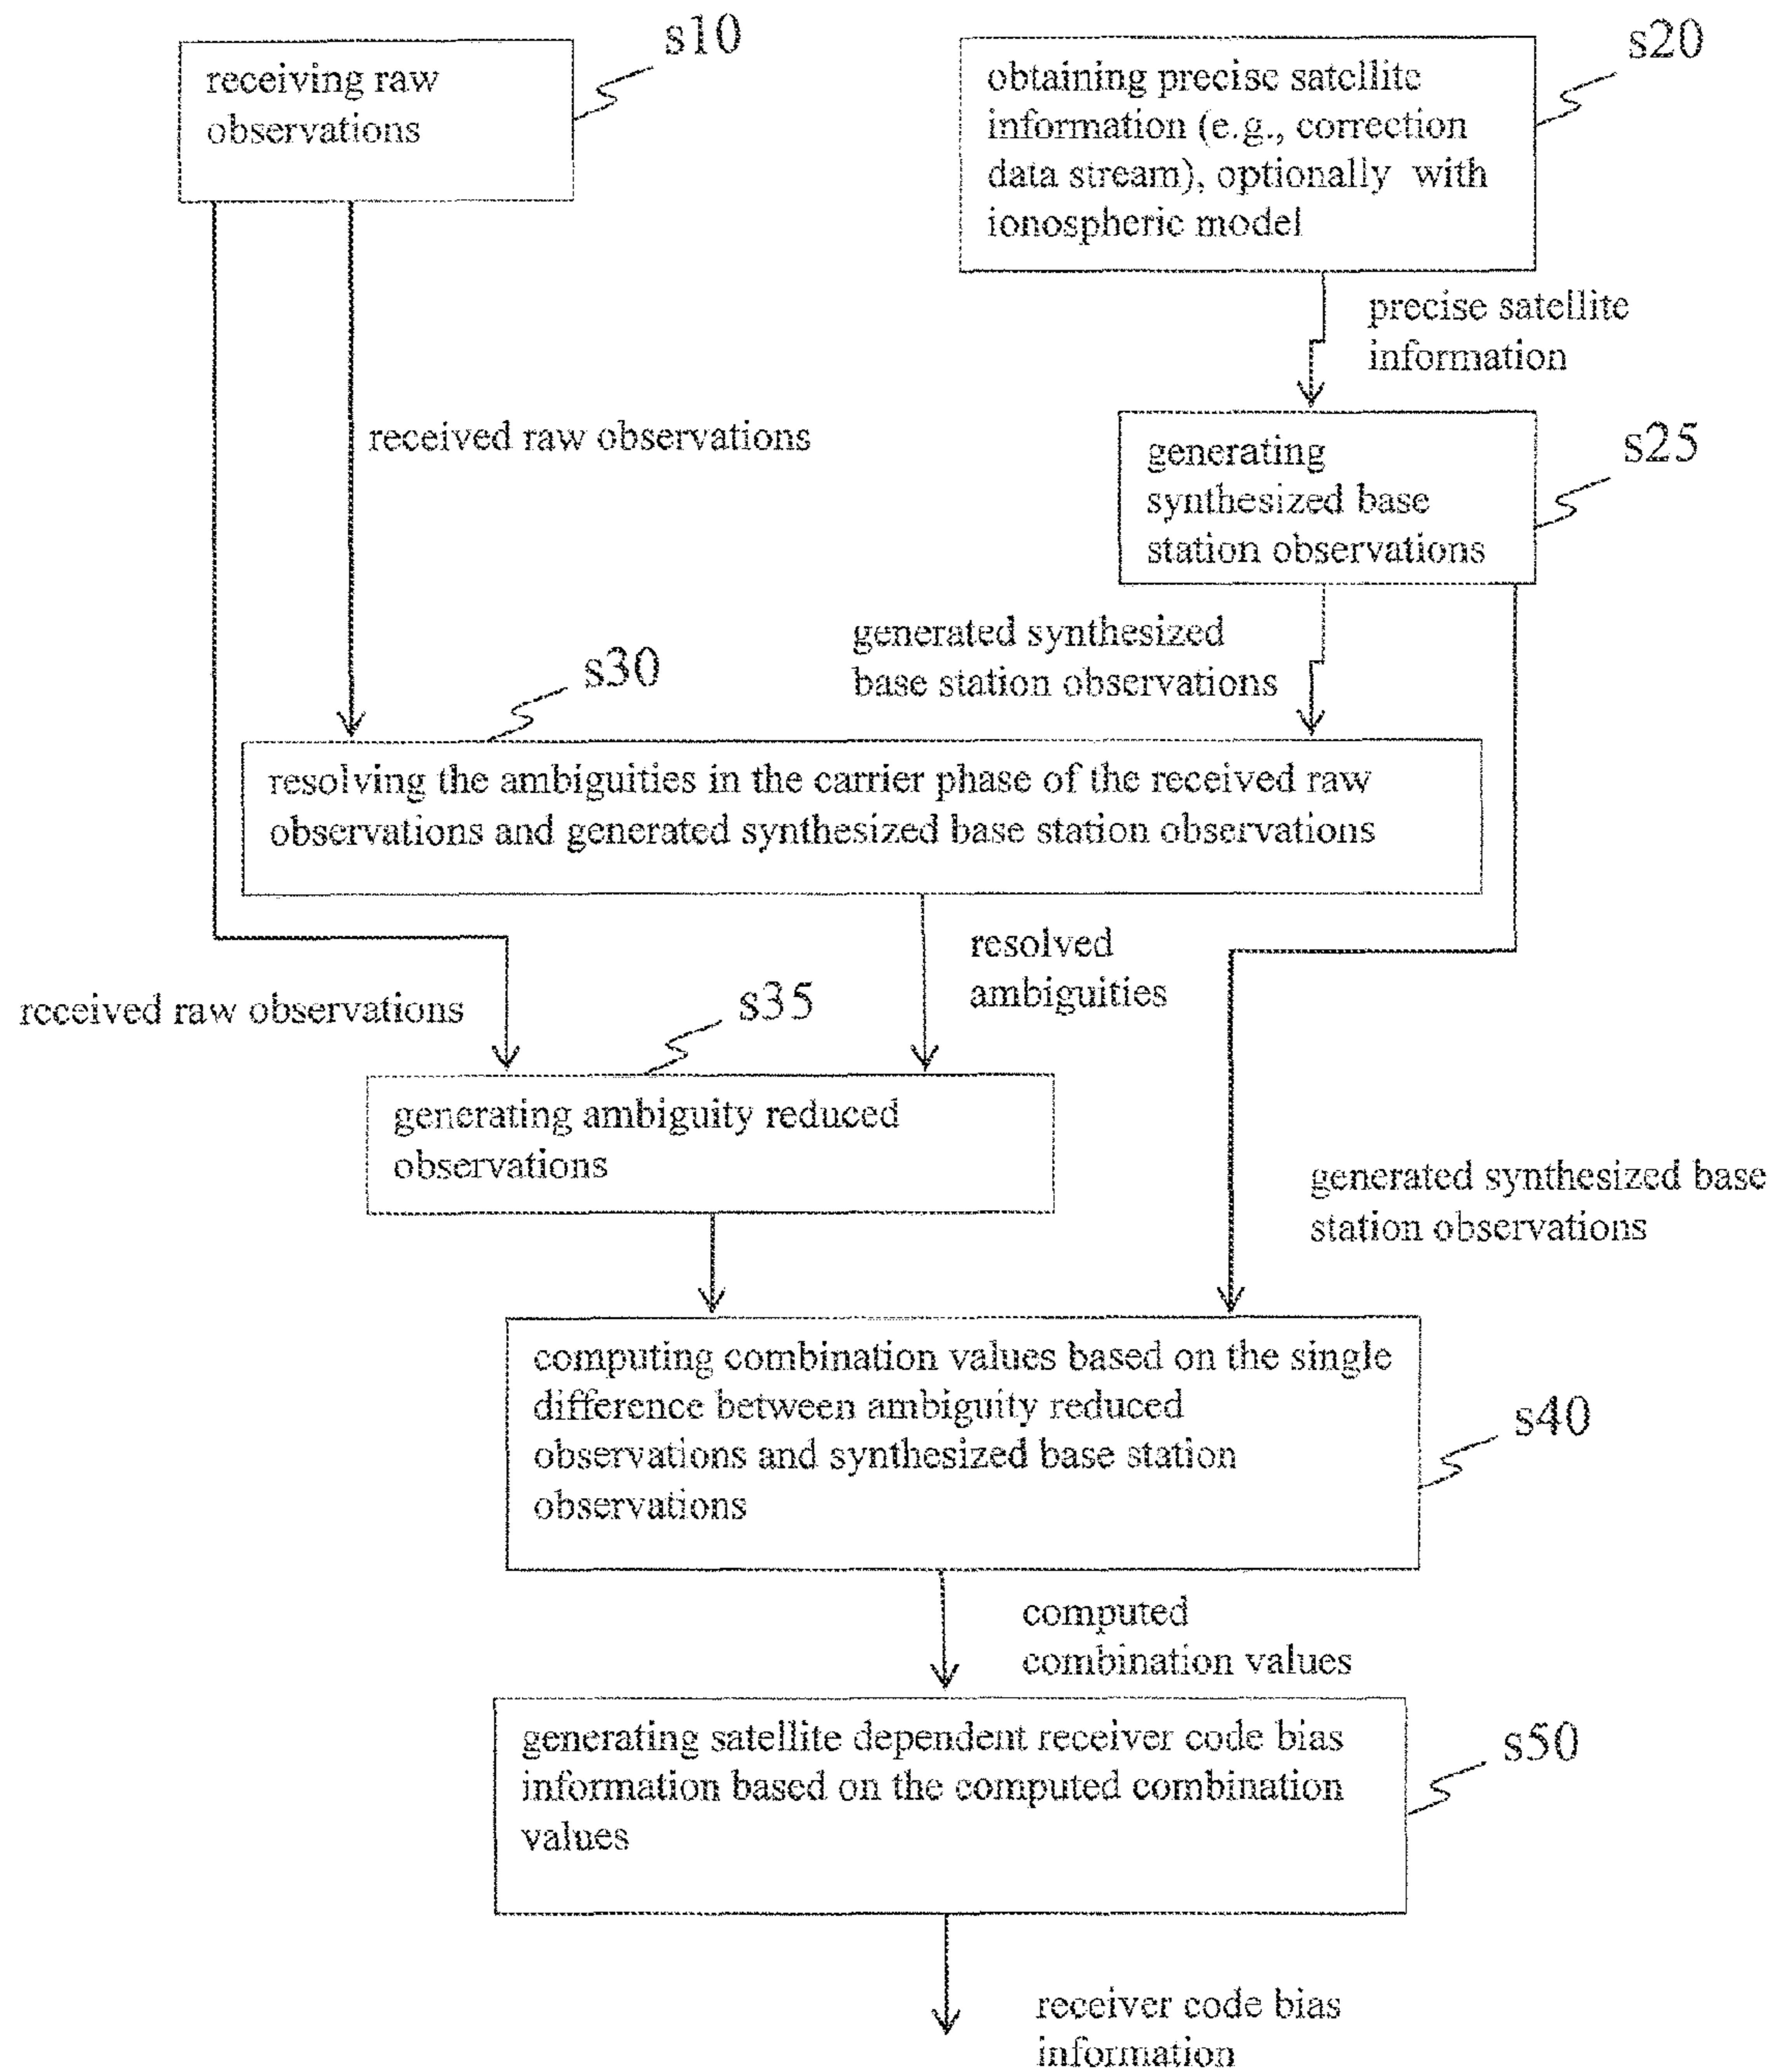 s10
receiving raw
observations
s20
obtaining precise satellite
information (e.g., correction
data stream), optionally with
ionospheric model
precise satellite
information
received raw observations
s25
generating
synthesized base
station observations
generated synthesized
base station observations
s30
resolving the ambiguities in the carrier phase of the received raw
observations and generated synthesized base station observations
resolved
ambiguities
received raw observations
s35
generating ambiguity reduced
observations
generated synthesized base
station observations
computing combination values based on the single
difference between ambiguity reduced
observations and synthesized base station
observations
s40
computed
combination values
generating satellite dependent receiver code bias
information based on the computed combination
values
s50
receiver code bias
information